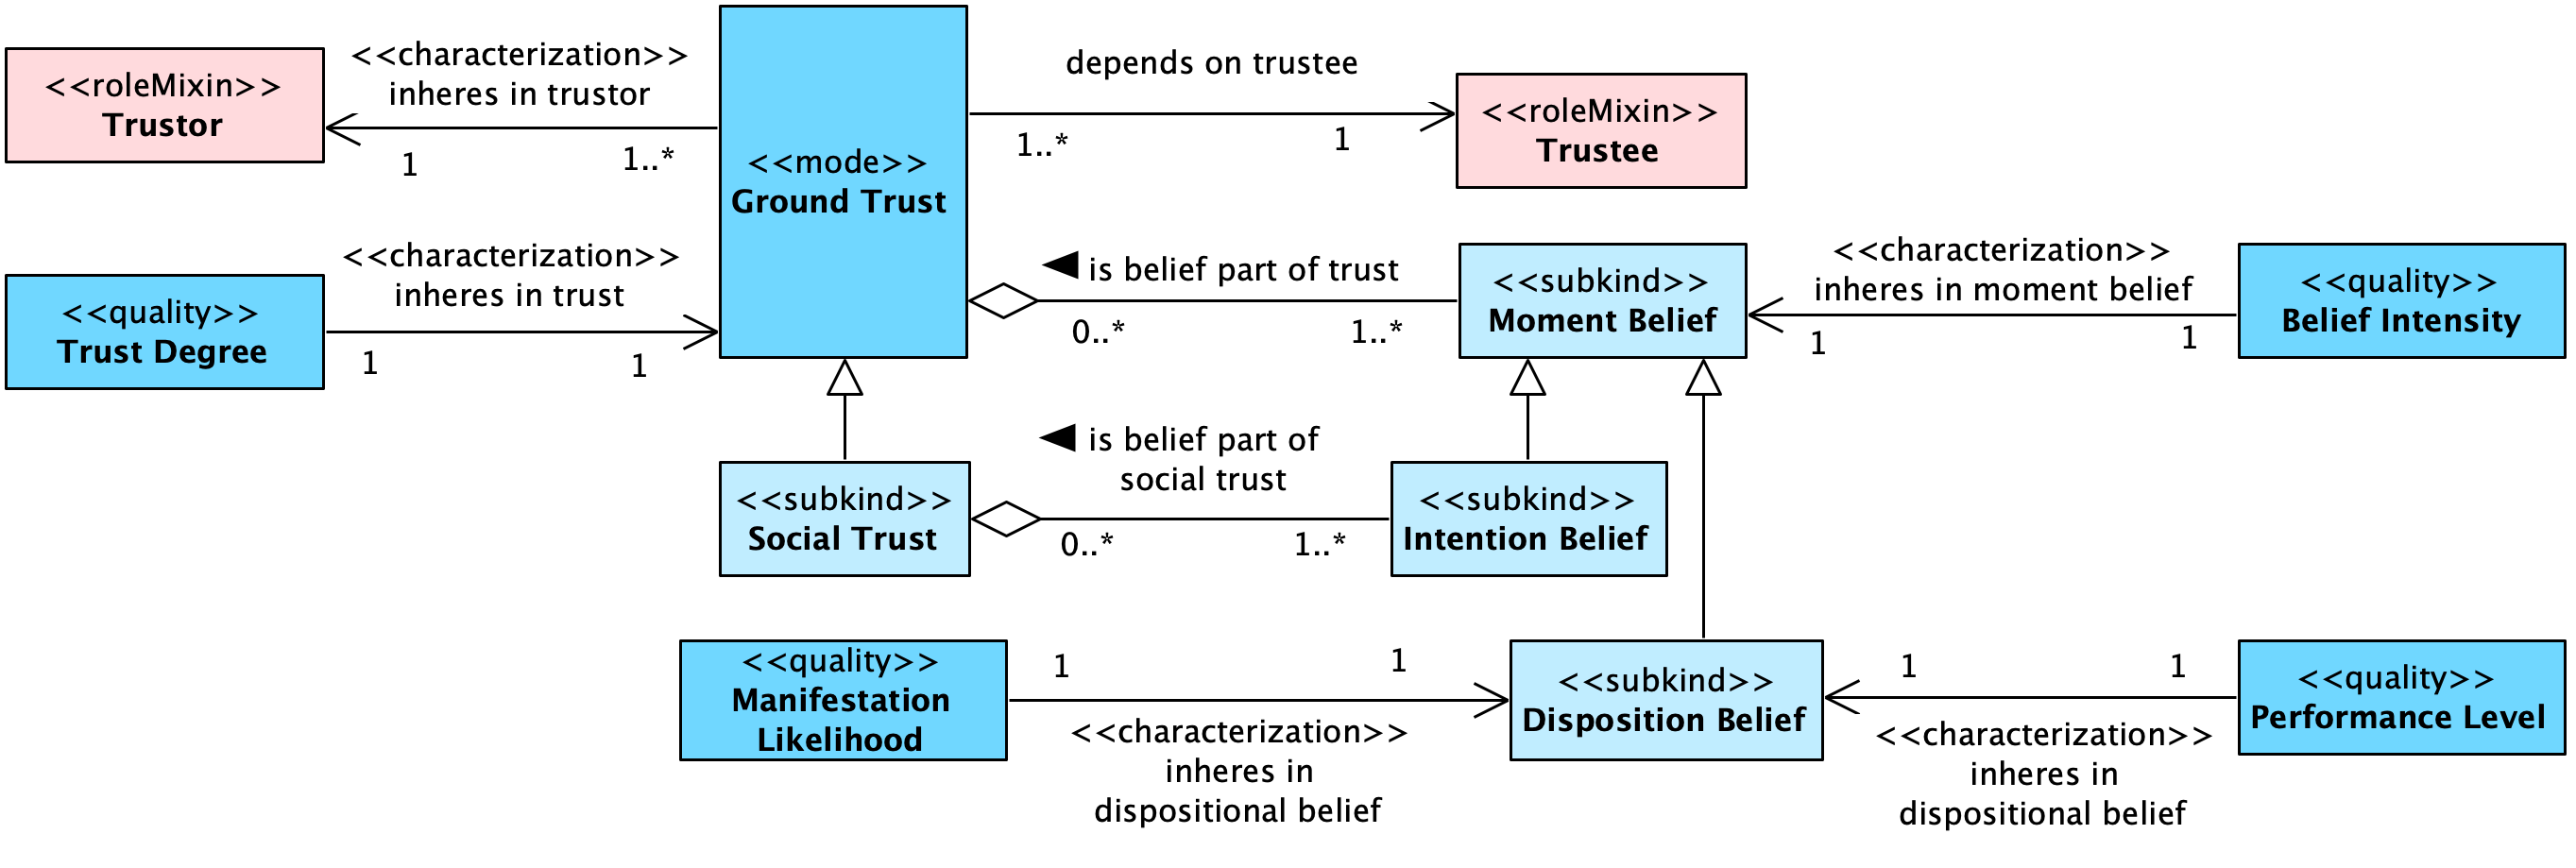 <<roleMixin>>
Trustor
<<characterization>>
inheres in trustor
1
1..*
<<mode>>
Ground Trust
depends on trustee
1..*
1
<<roleMixin>>
Trustee
<<quality>>
Trust Degree
<<characterization>>
inheres in trust
1
1
is belief part of trust
0..*
1..*
<<subkind>>
Moment Belief
<<characterization>>
inheres in moment belief
1
1
<<quality>>
Belief Intensity
<<subkind>>
Social Trust
is belief part of
social trust
0..*
1..*
<<subkind>>
Intention Belief
<<quality>>
Manifestation
Likelihood
1
1
<<characterization>>
inheres in
dispositional belief
<<subkind>>
Disposition Belief
1
1
<<characterization>>
inheres in
dispositional belief
<<quality>>
Performance Level